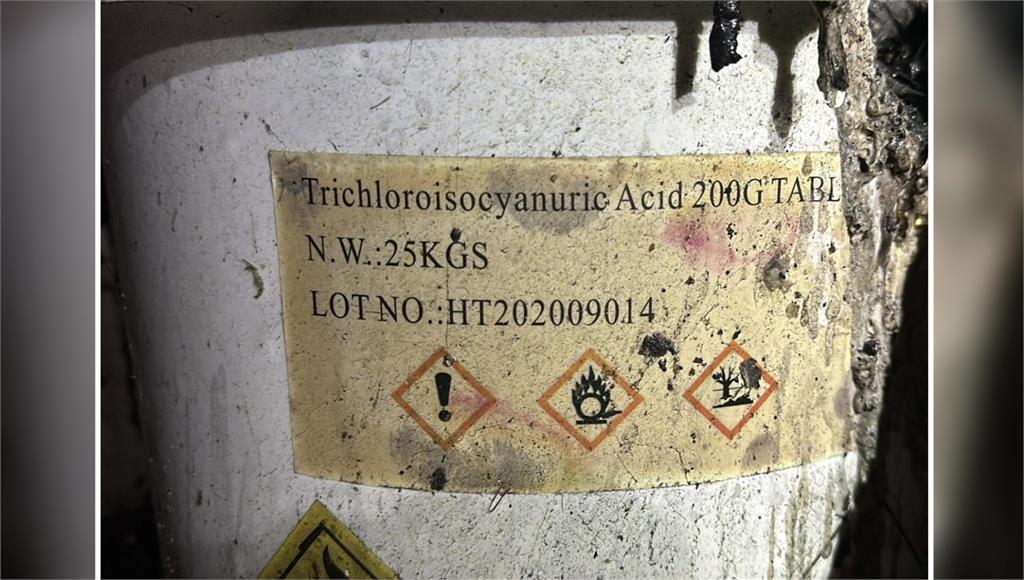 Trichloroisocyanuric Acid 200G TABL
N.W.:25KGS
LOT NO.:HT202009014